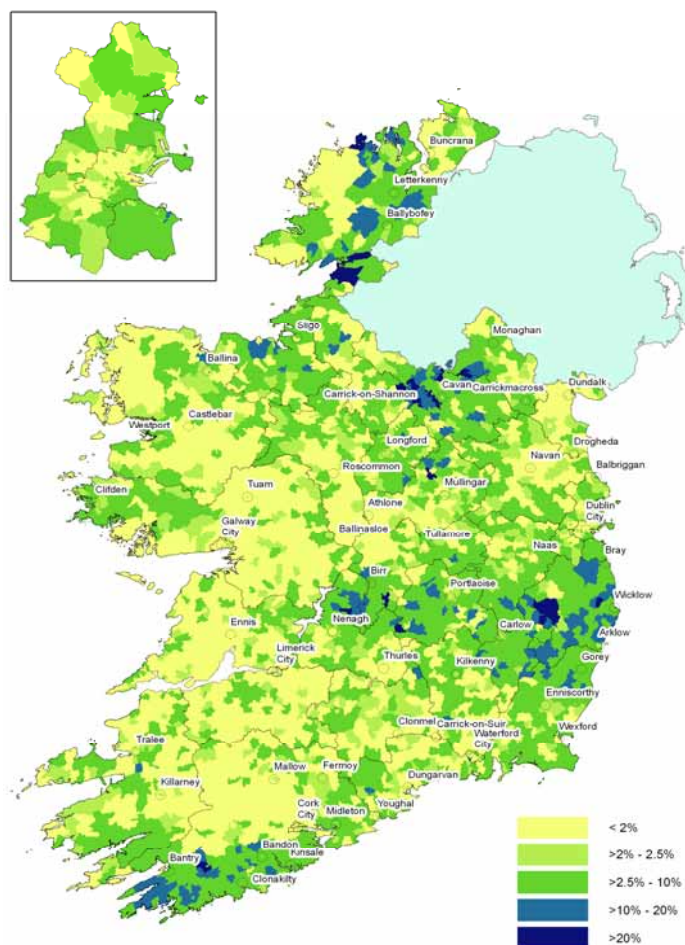 Buncrana
Letterkenny
Ballybofey
Sligo
Monaghan
Ballina
Cavan
Carrickmacross
Dundalk
Carrick-on-Shannon
Castlebar
Westport
Longford
Drogheda
Navan
Balbriggan
Roscommon
Mullingar
Clifden
Tuam
Athlone
Dublin
City
Galway
City
Ballinasloe
Tullamore
Naas
Bray
Birr
Portlaoise
Wicklow
Ennis
Nenagh
Carlow
Arklow
Limerick
City
Thurles
Kilkenny
Gorey
Enniscorthy
Clonmel
Carrick-on-Suir
Wexford
Waterford
City
Tralee
Mallow
Fermoy
Dungarvan
Killarney
Cork
City
Midleton
Youghal
Bandon
Kinsale
Bantry
Clonakilty
< 2%
>2% - 2.5%
>2.5% - 10%
>10% - 20%
>20%